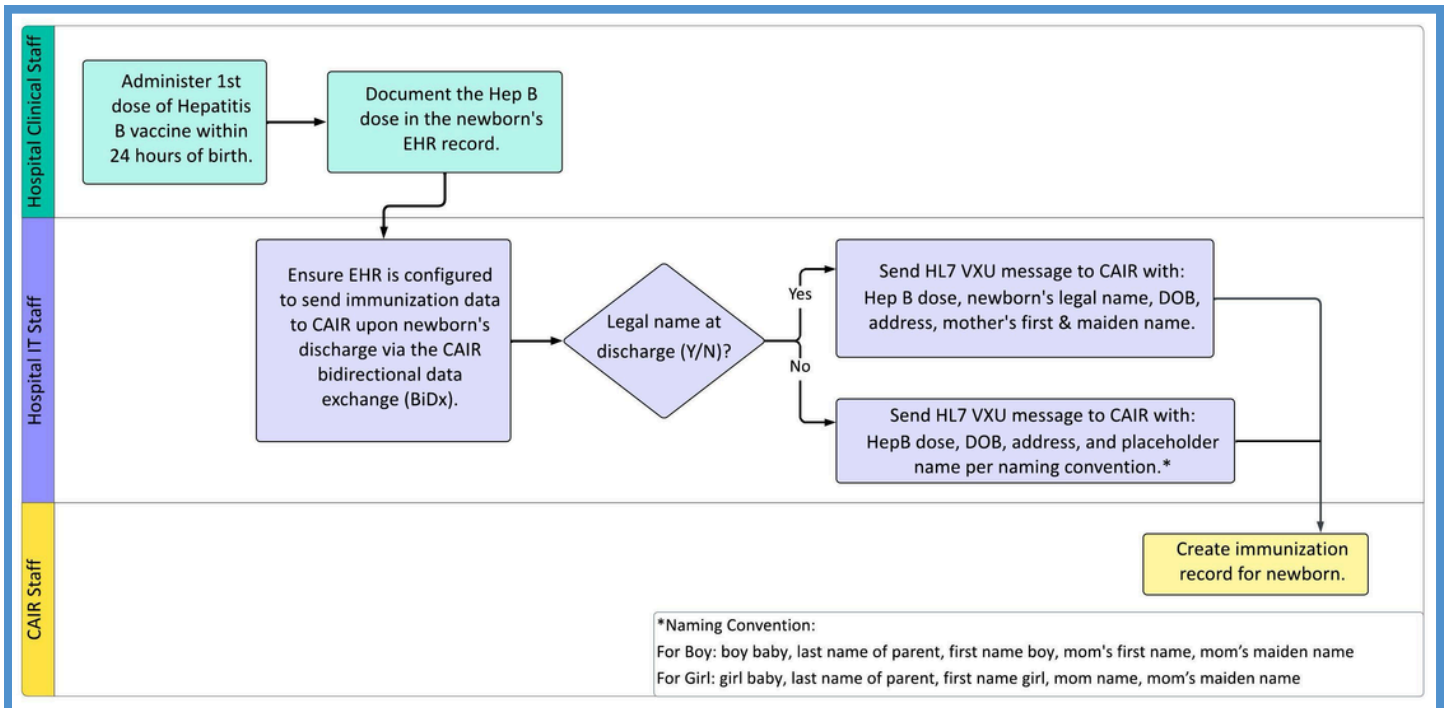 Hospital Clinical Staff
Administer 1st
dose of Hepatitis
B vaccine within
24 hours of birth.
Document the Hep B
dose in the newborn's
EHR record.
Hospital IT Staff
Ensure EHR is configured
to send immunization data
to CAIR upon newborn's
discharge via the CAIR
bidirectional data
exchange (BiDx).
Legal name at
discharge (Y/N)?
Yes
Send HL7 VXU message to CAIR with:
Hep B dose, newborn's legal name, DOB,
address, mother's first & maiden name.
No
Send HL7 VXU message to CAIR with:
HepB dose, DOB, address, and placeholder
name per naming convention.*
CAIR Staff
Create immunization
record for newborn.
*Naming Convention:
For Boy: boy baby, last name of parent, first name boy, mom's first name, mom’s maiden name
For Girl: girl baby, last name of parent, first name girl, mom name, mom’s maiden name